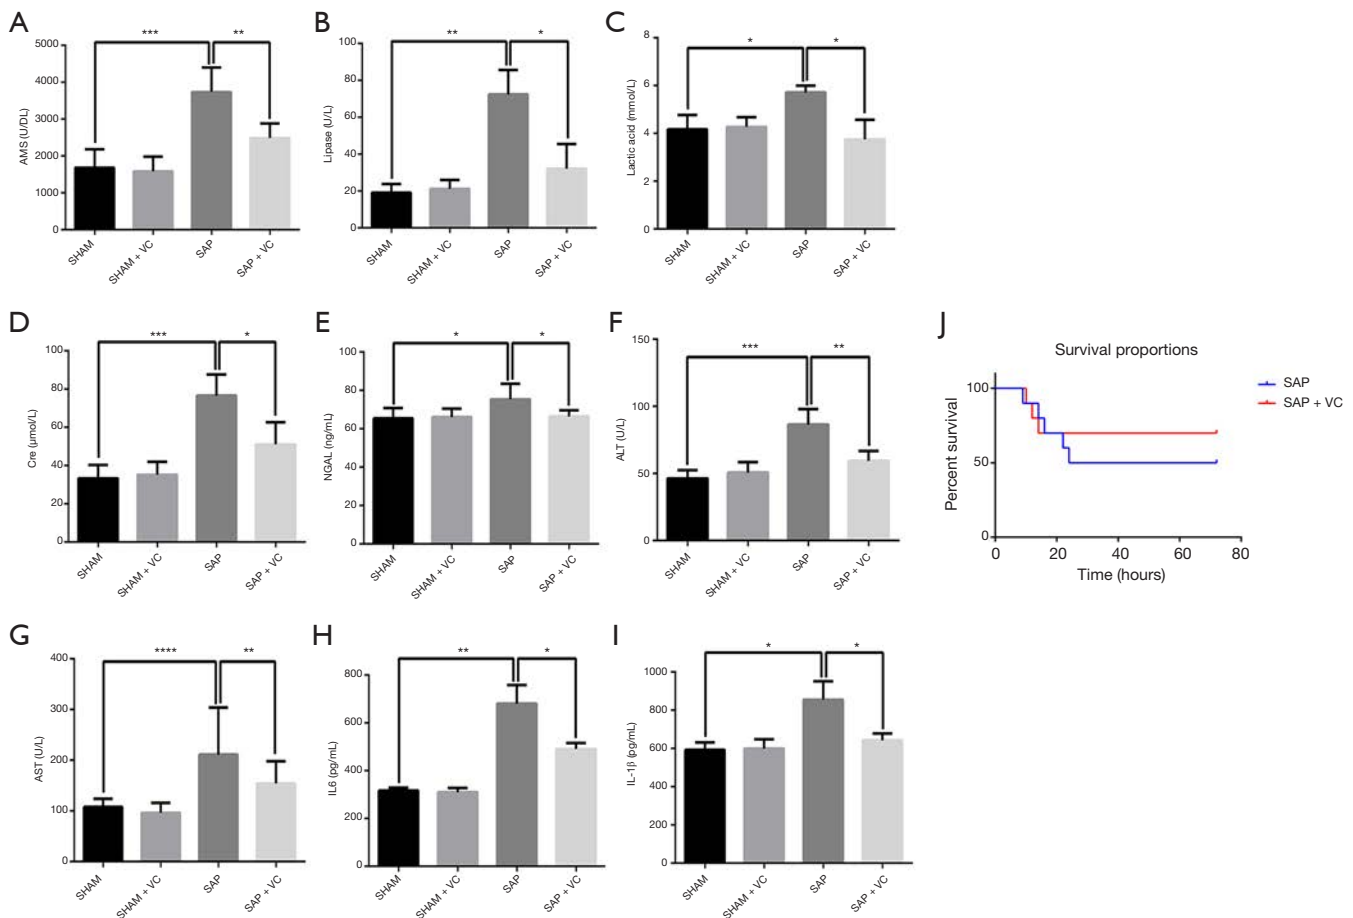 A
***
**
5000
4000
3000
2000
1000
0
AMS (U/DL)
SHAM
SHAM + VC
SAP
SAP + VC
B
**
*
100
80
60
40
20
0
Lipase (U/L)
SHAM
SHAM + VC
SAP
SAP + VC
C
*
*
8
6
4
2
0
Lactic acid (mmol/L)
SHAM
SHAM + VC
SAP
SAP + VC
D
***
*
100
80
60
40
20
0
Cre (μmol/L)
SHAM
SHAM + VC
SAP
SAP + VC
E
*
*
100
80
60
40
20
0
NGAL (ng/mL)
SHAM
SHAM + VC
SAP
SAP + VC
F
***
**
150
100
50
0
ALT (U/L)
SHAM
SHAM + VC
SAP
SAP + VC
J
Survival proportions
SAP
SAP + VC
100
50
0
Percent survival
0 20 40 60 80
Time (hours)
G
****
**
400
300
200
100
0
AST (U/L)
SHAM
SHAM + VC
SAP
SAP + VC
H
**
*
800
600
400
200
0
IL6 (pg/mL)
SHAM
SHAM + VC
SAP
SAP + VC
I
*
*
1000
800
600
400
200
0
IL-1β (pg/mL)
SHAM
SHAM + VC
SAP
SAP + VC